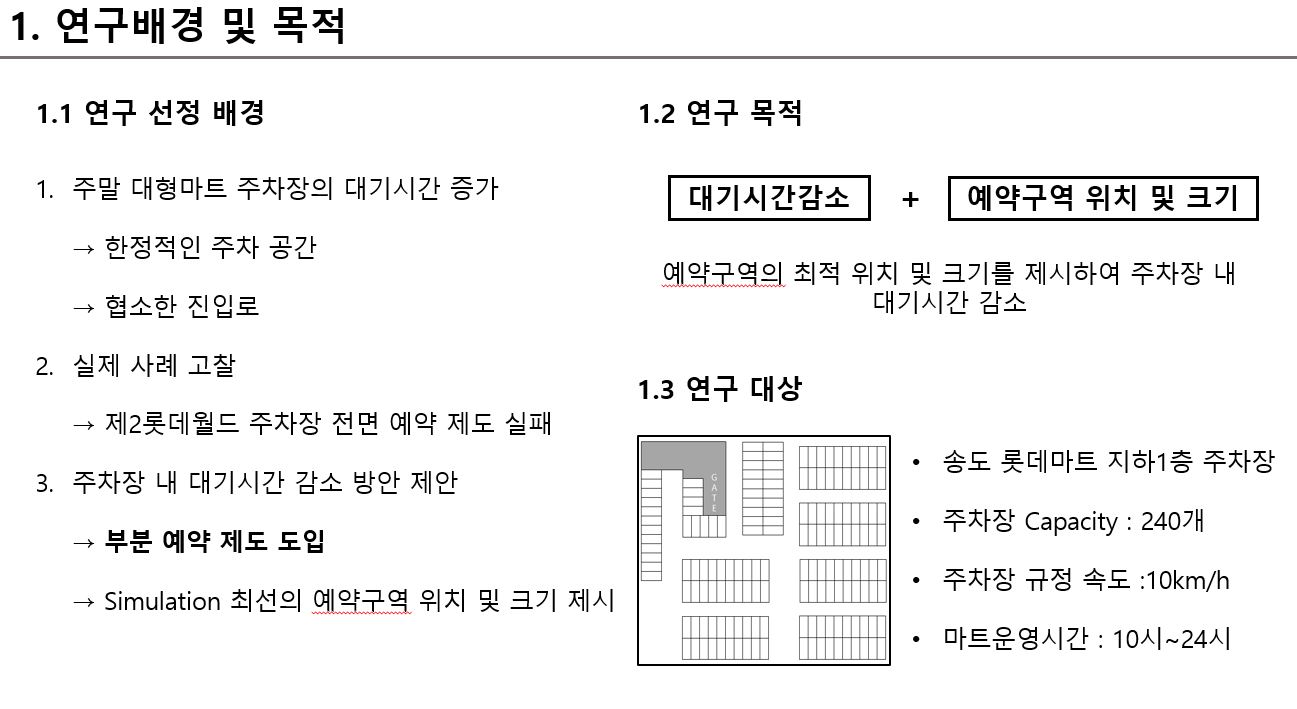 1. 연구배경 및 목적
1.1 연구 선정 배경
1. 주말 대형마트 주차장의 대기시간 증가
→ 한정적인 주차 공간
→ 협소한 진입로
2. 실제 사례 고찰
→ 제2롯데월드 주차장 전면 예약 제도 실패
3. 주차장 내 대기시간 감소 방안 제안
→ 부분 예약 제도 도입
→ Simulation 최선의 예약구역 위치 및 크기 제시
1.2 연구 목적
대기시간감소 + 예약구역 위치 및 크기
예약구역의 최적 위치 및 크기를 제시하여 주차장 내
대기시간 감소
1.3 연구 대상
GATE
• 송도 롯데마트 지하1층 주차장
• 주차장 Capacity : 240개
• 주차장 규정 속도 :10km/h
• 마트운영시간 : 10시~24시